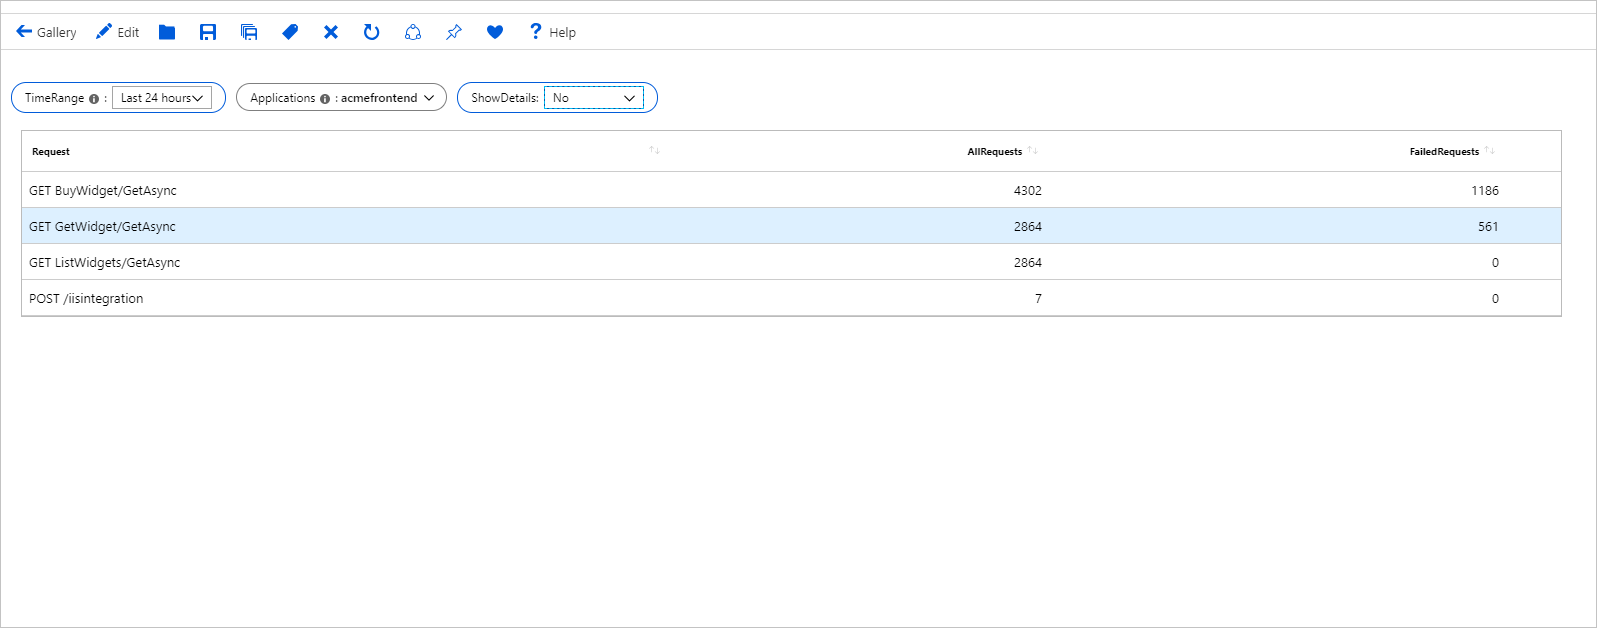 Gallery Edit Help
TimeRange : Last 24 hours Applications : acmefrontend ShowDetails: No
Request AllRequests FailedRequests
GET BuyWidget/GetAsync 4302 1186
GET GetWidget/GetAsync 2864 561
GET ListWidgets/GetAsync 2864 0
POST /iisintegration 7 0